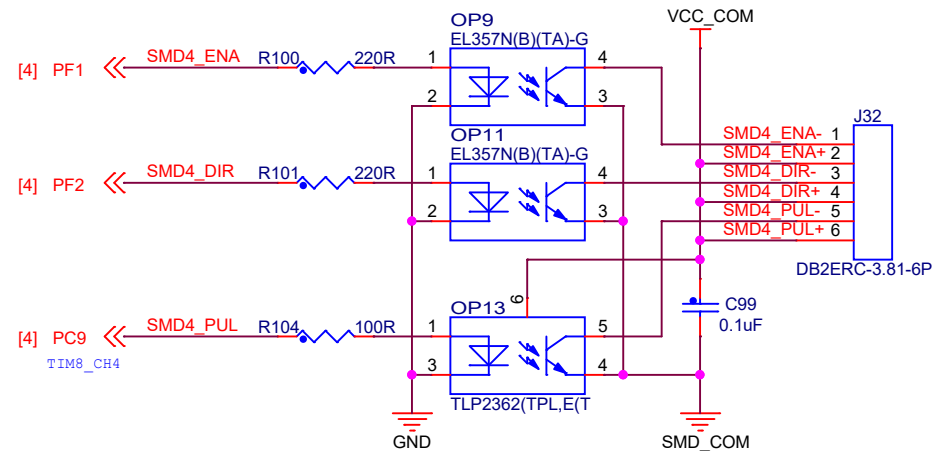 OP9
EL357N(B)(TA)-G
VCC_COM
[4] PF1 SMD4_ENA R100 220R 1 4
2 3
OP11
EL357N(B)(TA)-G
[4] PF2 SMD4_DIR R101 220R 1 4
2 3
J32
SMD4_ENA- 1
SMD4_ENA+ 2
SMD4_DIR- 3
SMD4_DIR+ 4
SMD4_PUL- 5
SMD4_PUL+ 6
DB2ERC-3.81-6P
6
OP13
C99
0.1uF
[4] PC9 SMD4_PUL R104 100R 1 5
TIM8_CH4
3 4
TLP2362(TPL,E(T
GND
SMD_COM